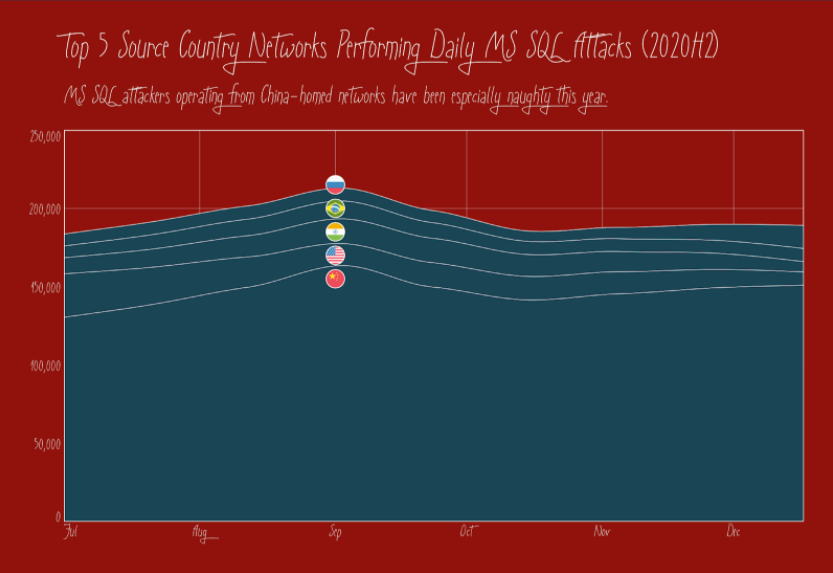 Top 5 Source Country Networks Performing Daily MS SQL Attacks (2020H2)
MS SQL attackers operating from China-homed networks have been especially naughty this year.
250,000
200,000
150,000
100,000
50,000
0
Jul
Aug
Sep
Oct
Nov
Dec